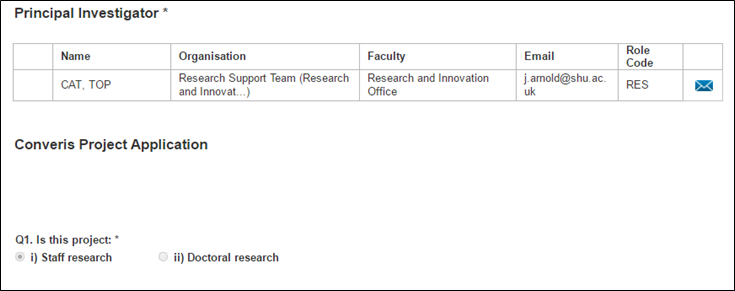 Principal Investigator *
Name Organisation Faculty Email Role Code
CAT, TOP Research Support Team (Research and Innovat...) Research and Innovation Office j.arnold@shu.ac.uk RES
Converis Project Application
Q1. Is this project: *
i) Staff research ii) Doctoral research